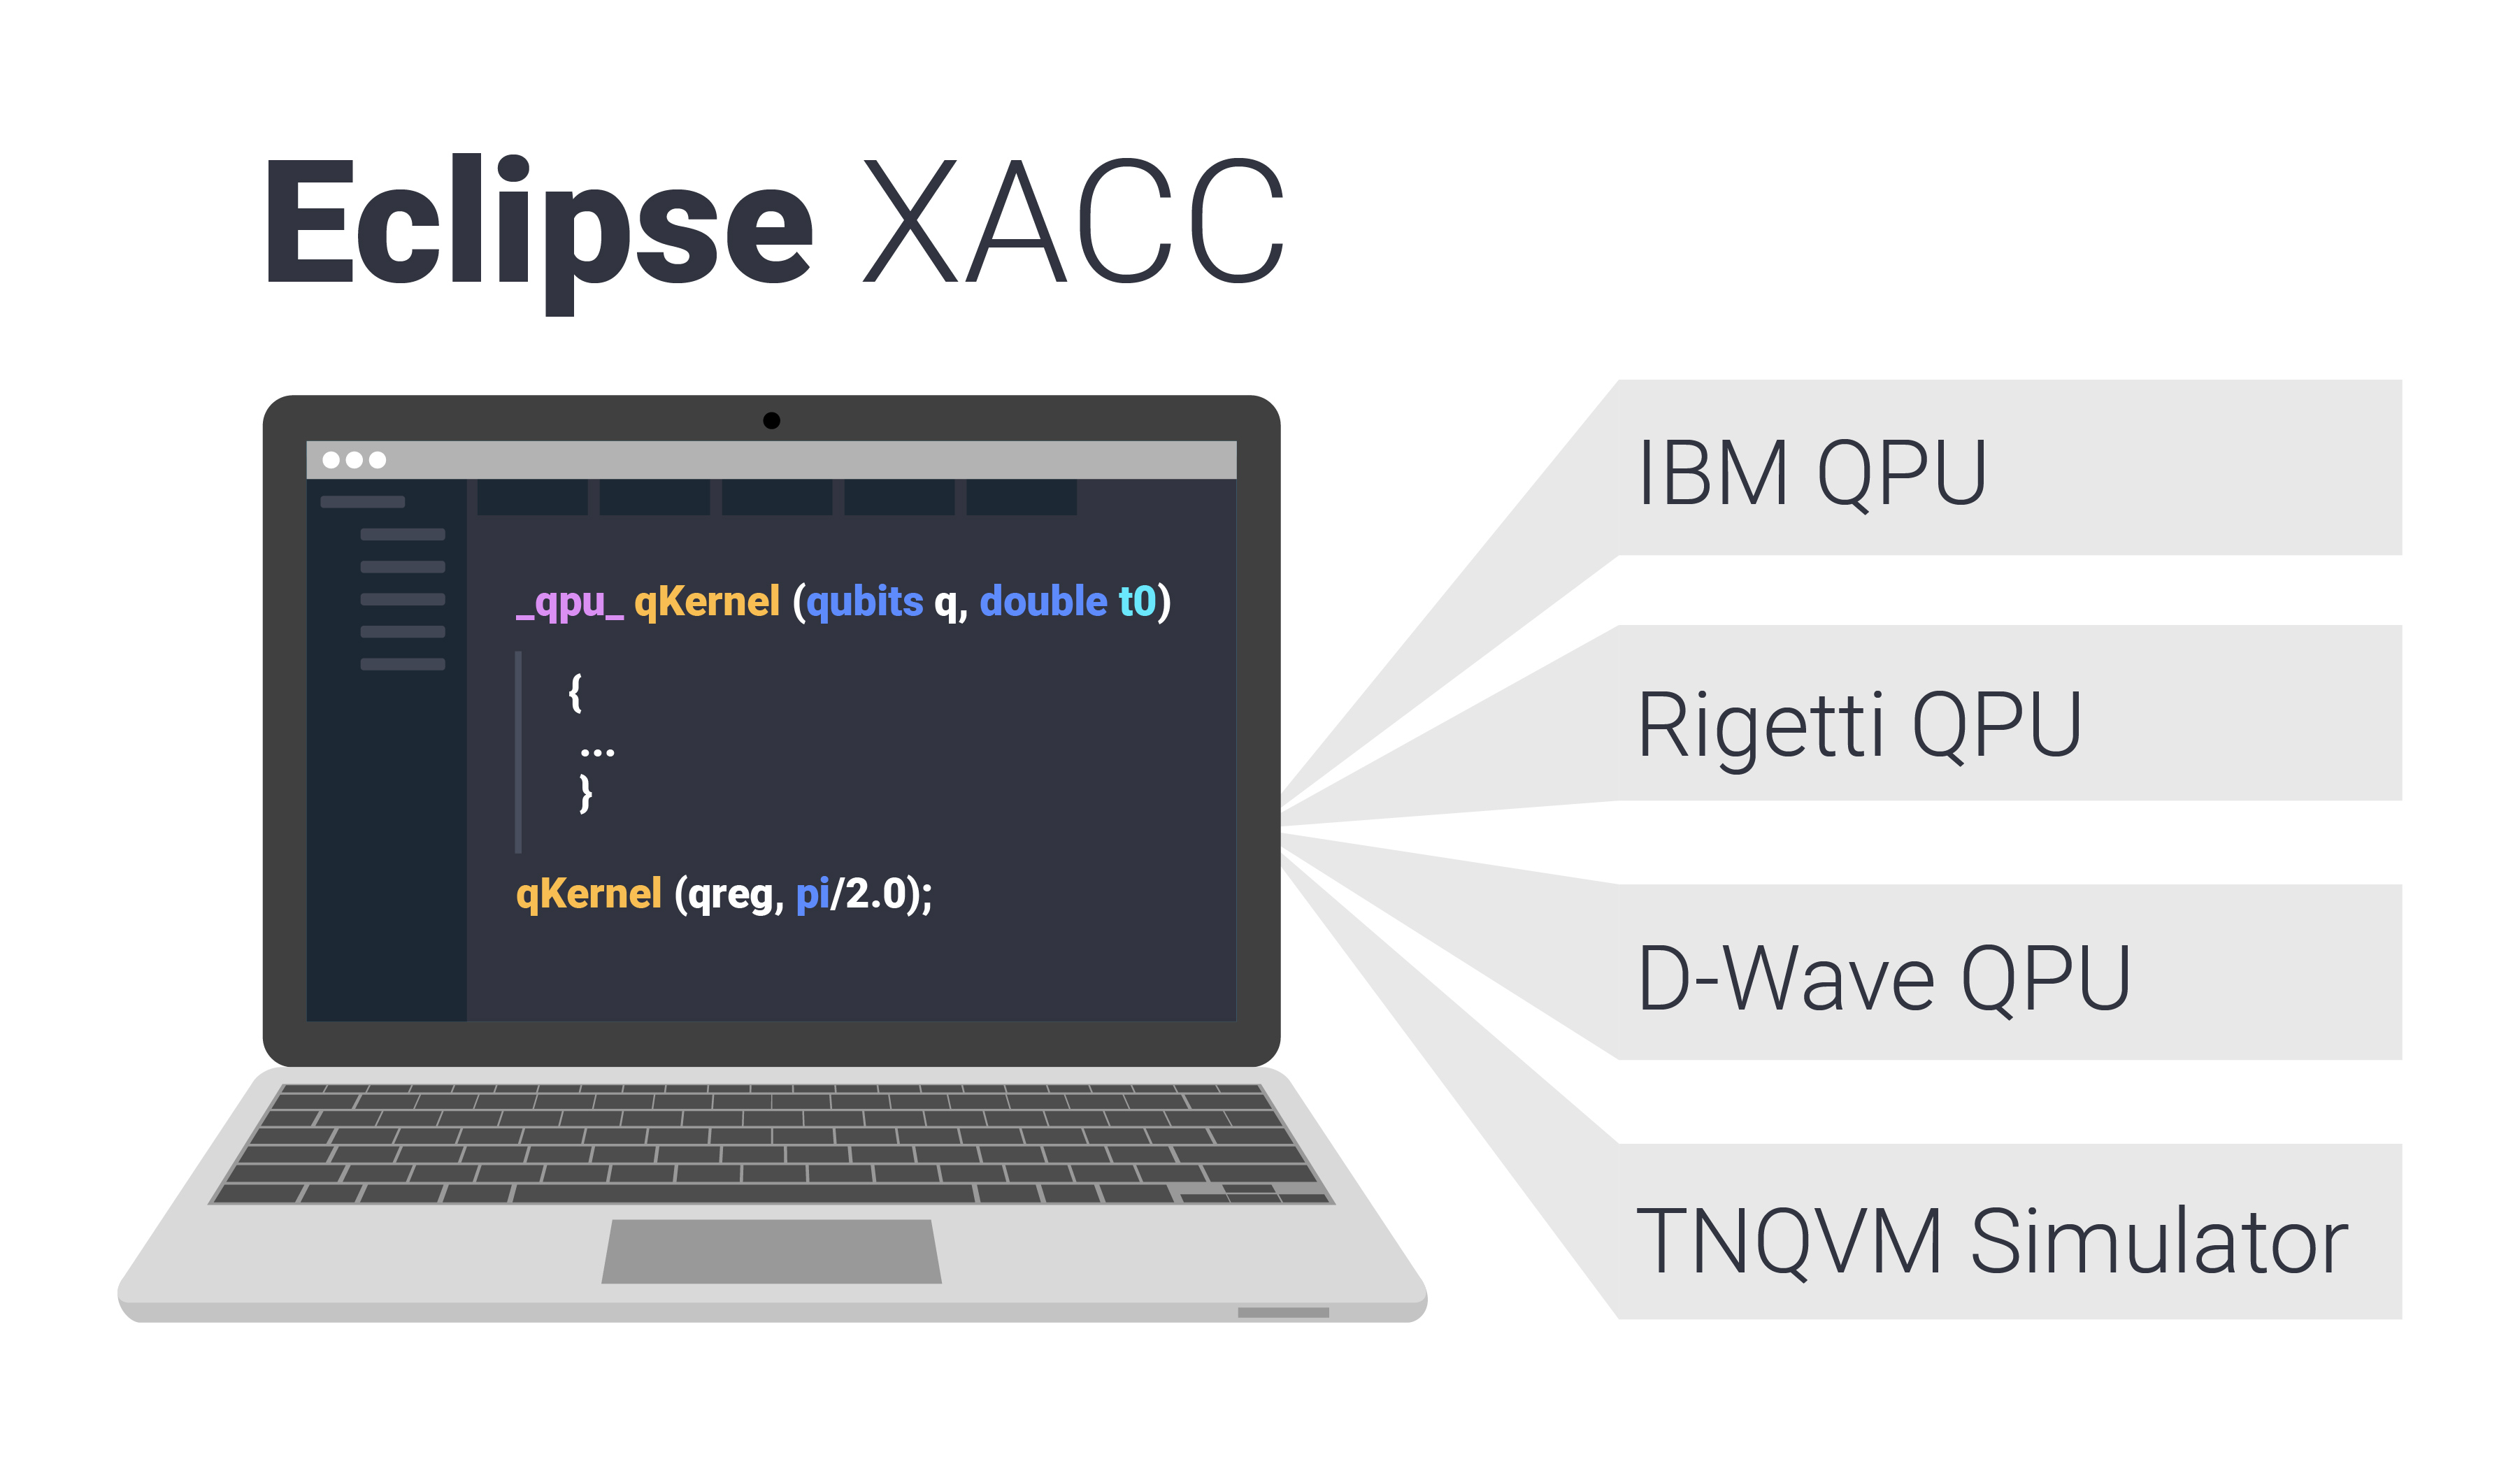 Eclipse XACC
_qpu_ qKernel (qubits q, double t0)
{
...
}
qKernel (qreg, pi/2.0);
IBM QPU
Rigetti QPU
D-Wave QPU
TNQVM Simulator